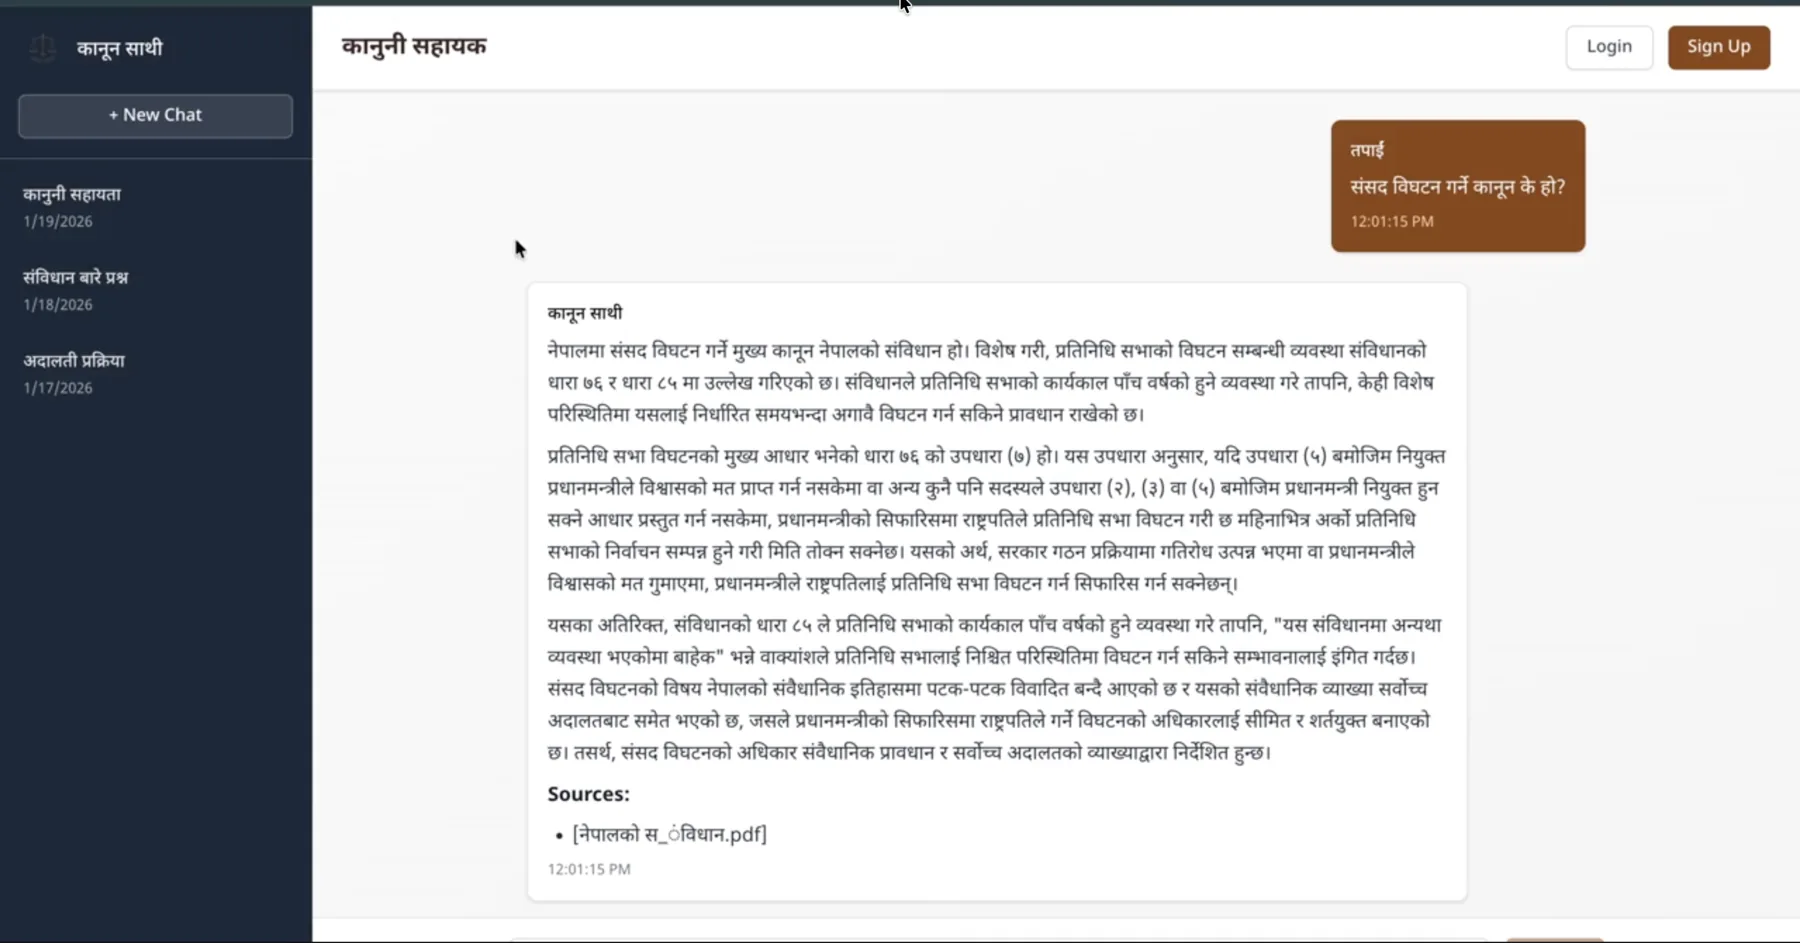 कानून साथी
+ New Chat
कानुनी सहायता
1/19/2026
संविधान बारे प्रश्न
1/18/2026
अदालती प्रक्रिया
1/17/2026
कानुनी सहायक
Login
Sign Up
तपाईं
संसद विघटन गर्ने कानून के हो?
12:01:15 PM
कानून साथी
नेपालमा संसद विघटन गर्ने मुख्य कानून नेपालको संविधान हो। विशेष गरी, प्रतिनिधि सभाको विघटन सम्बन्धी व्यवस्था संविधानको
धारा ७६ र धारा ८५ मा उल्लेख गरिएको छ। संविधानले प्रतिनिधि सभाको कार्यकाल पाँच वर्षको हुने व्यवस्था गरे तापनि, केही विशेष
परिस्थितिमा यसलाई निर्धारित समयभन्दा अगावै विघटन गर्न सकिने प्रावधान राखेको छ।
प्रतिनिधि सभा विघटनको मुख्य आधार भनेको धारा ७६ को उपधारा (७) हो। यस उपधारा अनुसार, यदि उपधारा (५) बमोजिम नियुक्त
प्रधानमन्त्रीले विश्वासको मत प्राप्त गर्न नसकेमा वा अन्य कुनै पनि सदस्यले उपधारा (२), (३) वा (५) बमोजिम प्रधानमन्त्री नियुक्त हुन
सक्ने आधार प्रस्तुत गर्न नसकेमा, प्रधानमन्त्रीको सिफारिसमा राष्ट्रपतिले प्रतिनिधि सभा विघटन गरी छ महिनाभित्र अर्को प्रतिनिधि
सभाको निर्वाचन सम्पन्न हुने गरी मिति तोक्न सक्नेछ। यसको अर्थ, सरकार गठन प्रक्रियामा गतिरोध उत्पन्न भएमा वा प्रधानमन्त्रीले
विश्वासको मत गुमाएमा, प्रधानमन्त्रीले राष्ट्रपतिलाई प्रतिनिधि सभा विघटन गर्न सिफारिस गर्न सक्नेछन्।
यसका अतिरिक्त, संविधानको धारा ८५ ले प्रतिनिधि सभाको कार्यकाल पाँच वर्षको हुने व्यवस्था गरे तापनि, "यस संविधानमा अन्यथा
व्यवस्था भएकोमा बाहेक" भन्ने वाक्यांशले प्रतिनिधि सभालाई निश्चित परिस्थितिमा विघटन गर्न सकिने सम्भावनालाई इंगित गर्दछ।
संसद विघटनको विषय नेपालको संवैधानिक इतिहासमा पटक-पटक विवादित बन्दै आएको छ र यसको संवैधानिक व्याख्या सर्वोच्च
अदालतबाट समेत भएको छ, जसले प्रधानमन्त्रीको सिफारिसमा राष्ट्रपतिले गर्ने विघटनको अधिकारलाई सीमित र शर्तयुक्त बनाएको
छ। तसर्थ, संसद विघटनको अधिकार संवैधानिक प्रावधान र सर्वोच्च अदालतको व्याख्याद्वारा निर्देशित हुन्छ।
Sources:
• [नेपालको स_ंविधान.pdf]
12:01:15 PM